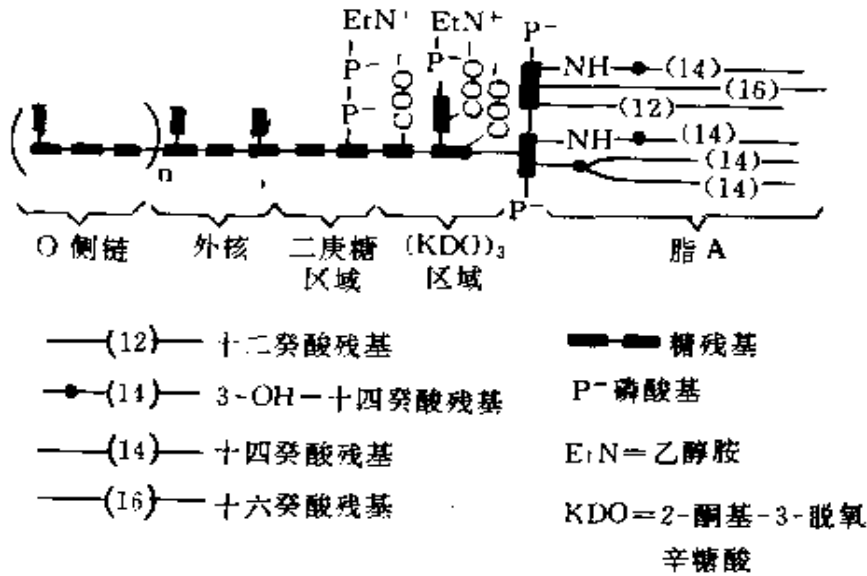 EtN⁺ EtN⁺ P⁻
P⁻ COO⁻ P⁻ COO⁻ COO⁻ NH (14)
(16)
P⁻ (12)
NH (14)
n (14)
(14)
P⁻
O 侧链 外核 二庚糖 (KDO)₃ 脂 A
区域 区域
(12) 十二癸酸残基 糖残基
(14) 3-OH-十四癸酸残基 P⁻磷酸基
(14) 十四癸酸残基 EtN=乙醇胺
(16) 十六癸酸残基 KDO=2-酮基-3-脱氧
辛糖酸